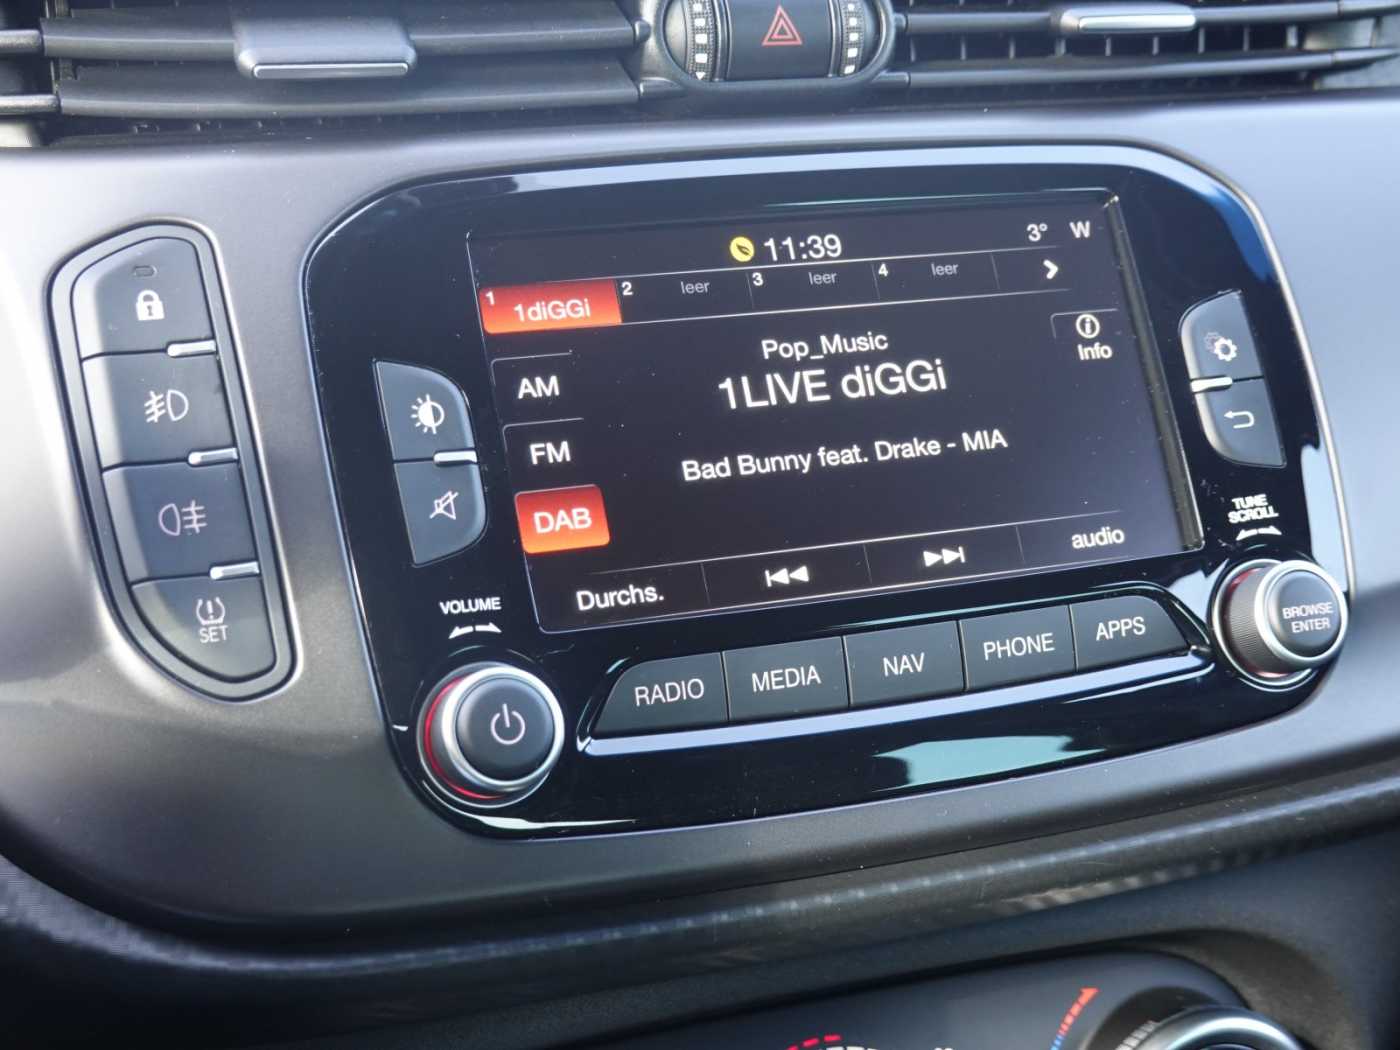 11:39
3° W
1 1diGGi 2 leer 3 leer 4 leer
Pop_Music
Info
AM
1LIVE diGGi
FM
Bad Bunny feat. Drake - MIA
DAB
Durchs.
audio
TUNE
SCROLL
SET
VOLUME
RADIO MEDIA NAV PHONE APPS
BROWSE
ENTER